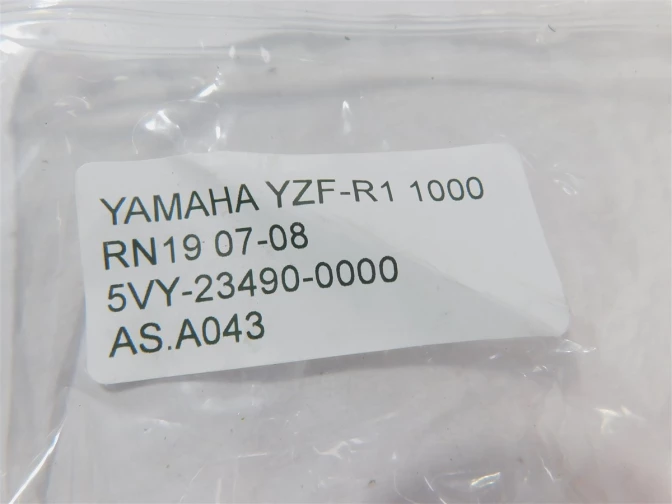 YAMAHA YZF-R1 1000
RN19 07-08
5VY-23490-0000
AS.A043